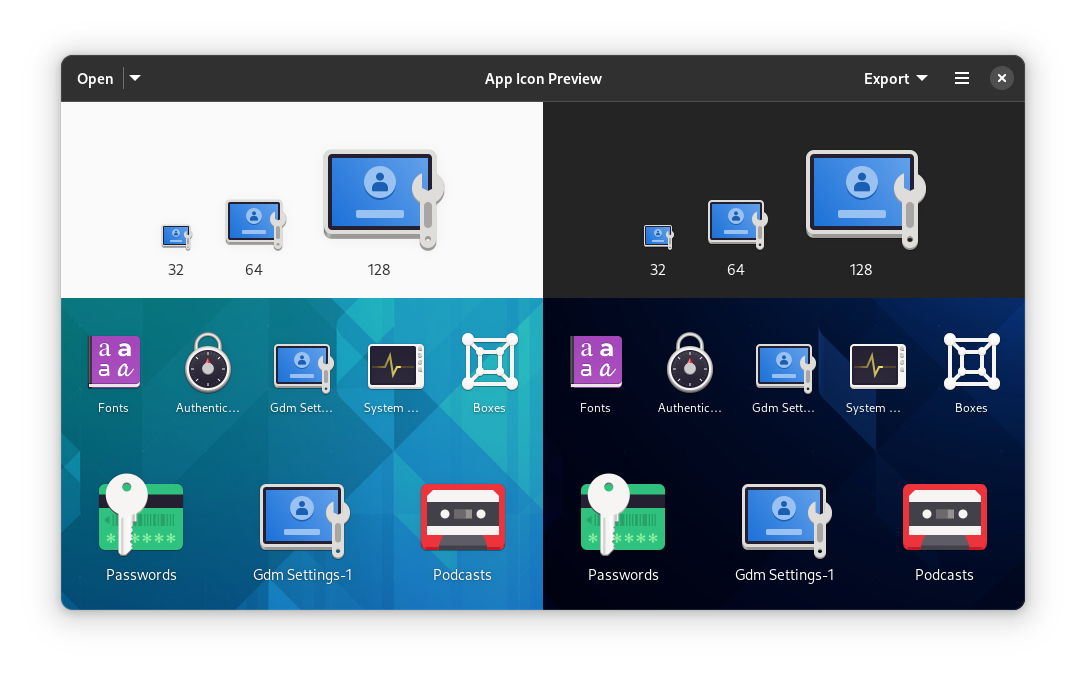 Open
App Icon Preview
Export
32
64
128
32
64
128
a a
a a
Fonts
Authentic...
Gdm Sett...
System ...
Boxes
a a
a a
Fonts
Authentic...
Gdm Sett...
System ...
Boxes
******
Passwords
Gdm Settings-1
Podcasts
******
Passwords
Gdm Settings-1
Podcasts